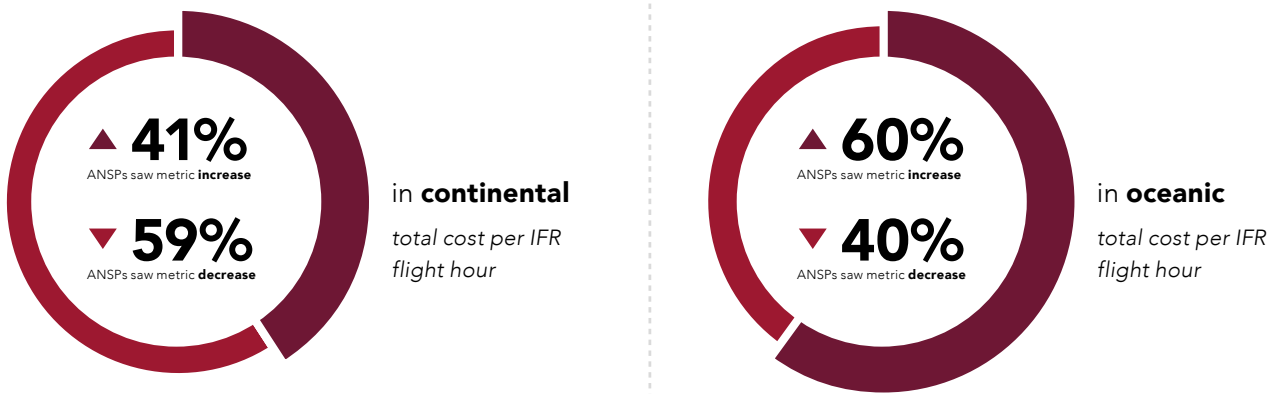 41%
ANSPs saw metric increase
59%
ANSPs saw metric decrease
in continental
total cost per IFR
flight hour
60%
ANSPs saw metric increase
40%
ANSPs saw metric decrease
in oceanic
total cost per IFR
flight hour